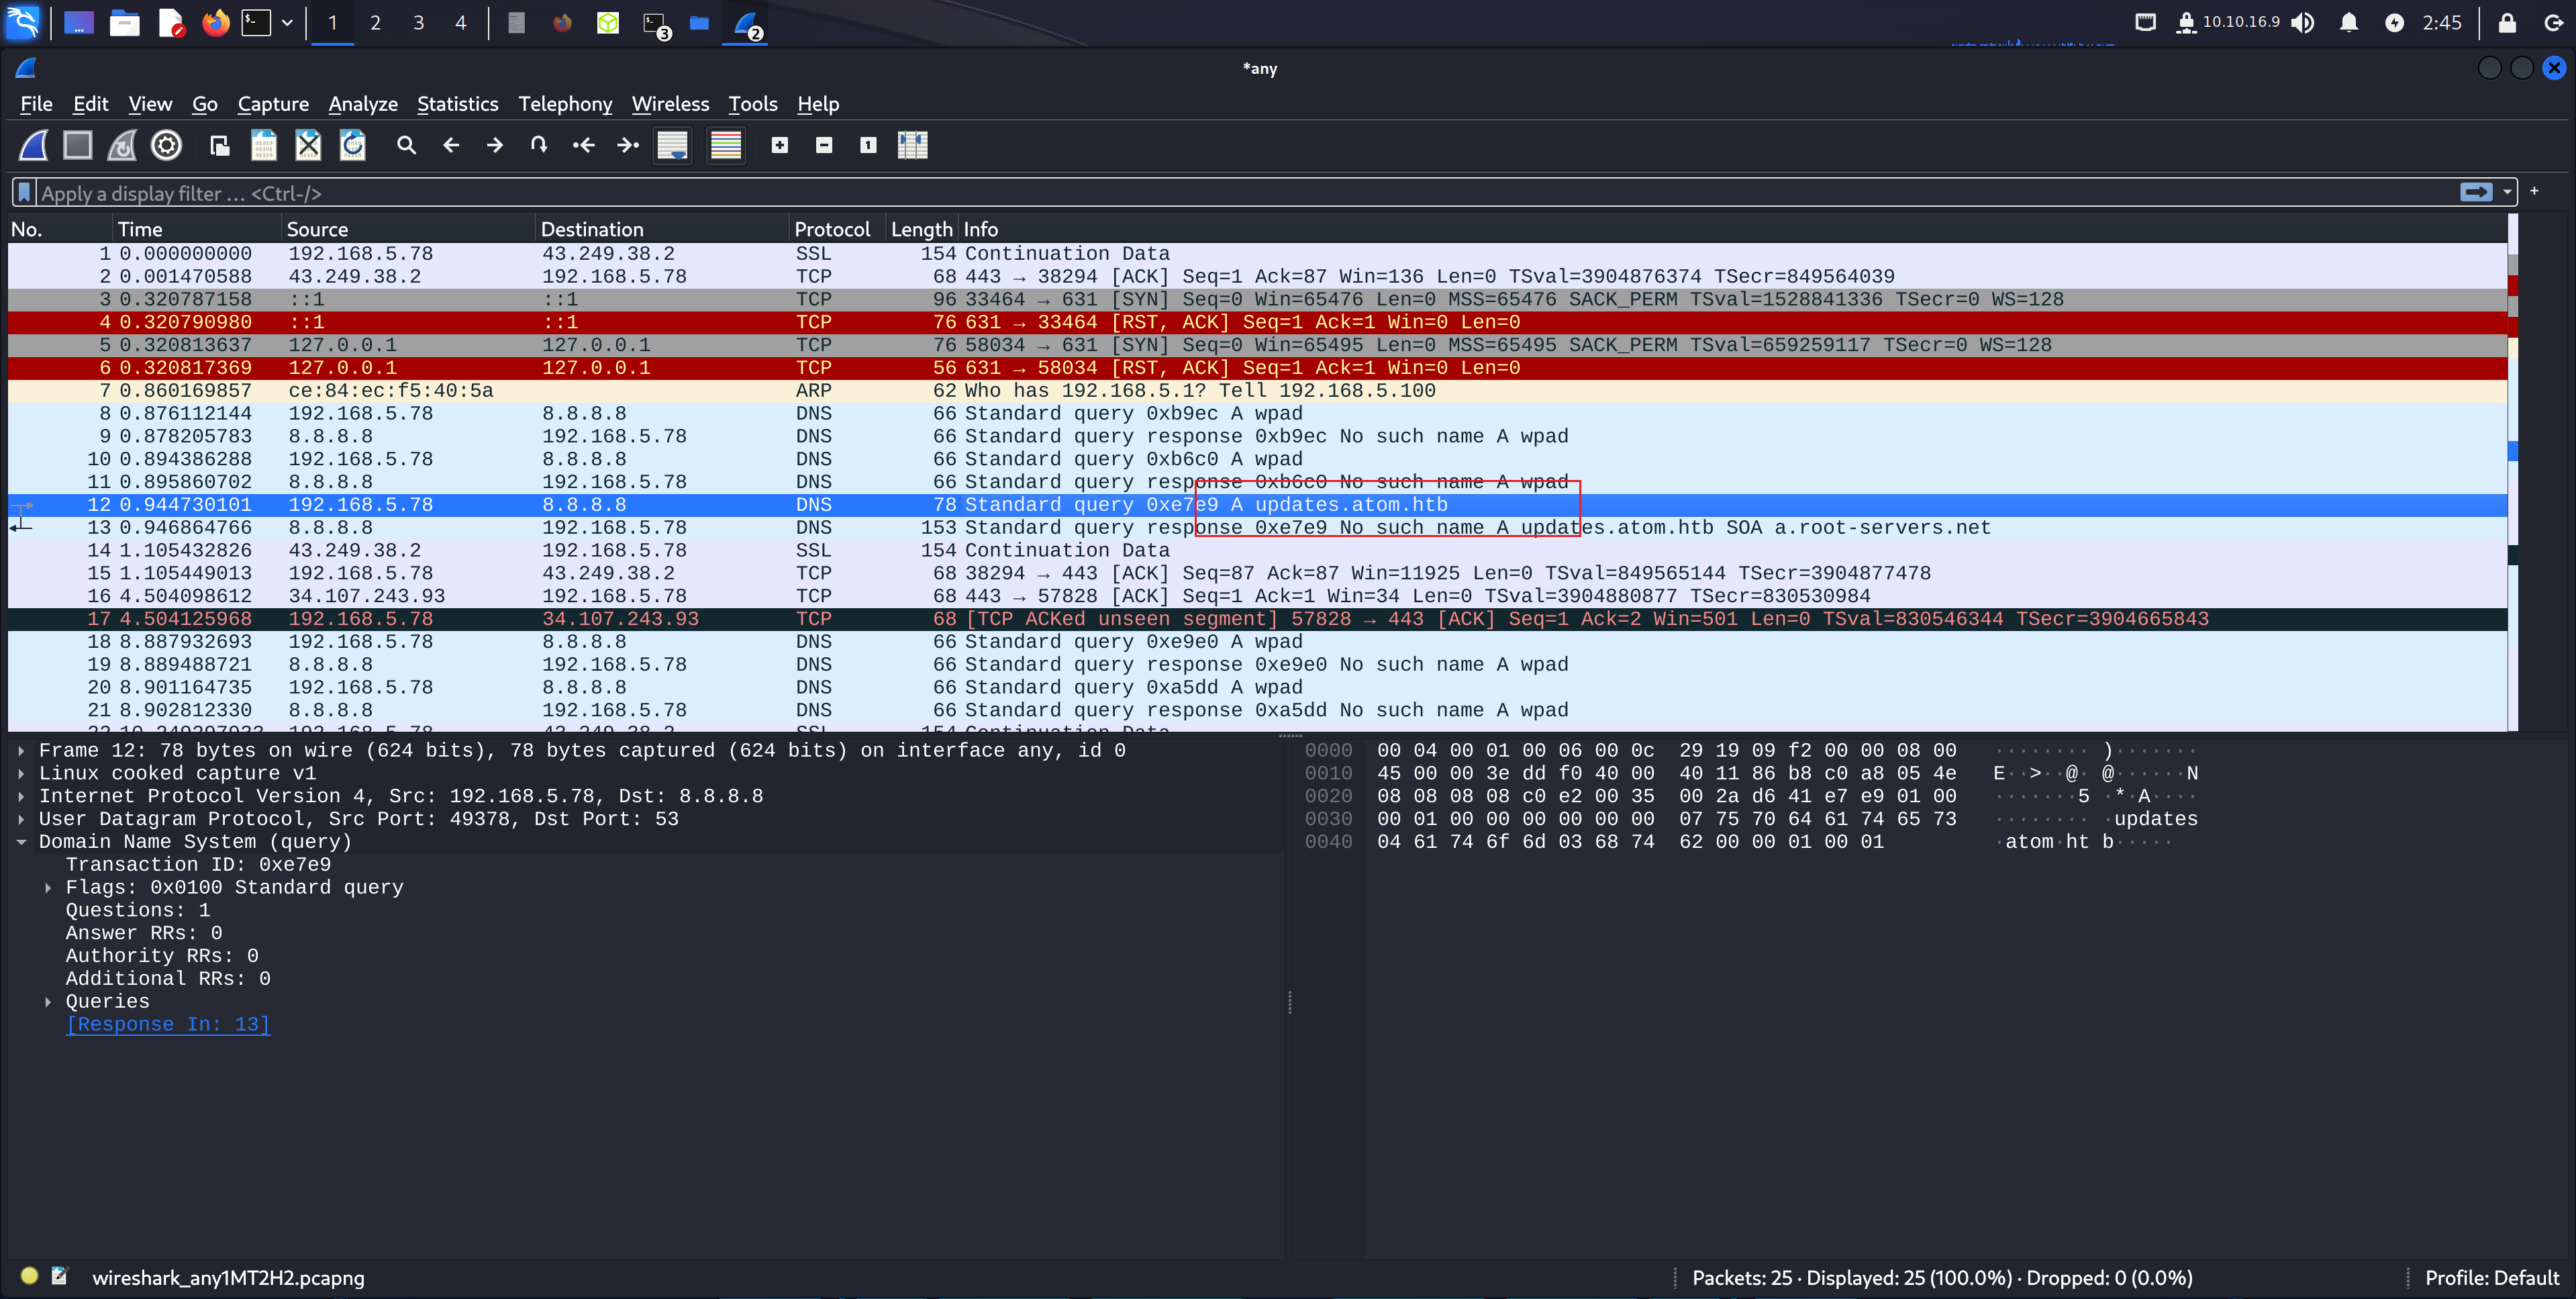 1 2 3 4 3 2 10.10.16.9 2:45
*any
File Edit View Go Capture Analyze Statistics Telephony Wireless Tools Help
Apply a display filter … <Ctrl-/>
No. Time Source Destination Protocol Length Info
1 0.000000000 192.168.5.78 43.249.38.2 SSL 154 Continuation Data
2 0.001470588 43.249.38.2 192.168.5.78 TCP 68 443 → 38294 [ACK] Seq=1 Ack=87 Win=136 Len=0 TSval=3904876374 TSecr=849564039
3 0.320787158 ::1 ::1 TCP 96 33464 → 631 [SYN] Seq=0 Win=65476 Len=0 MSS=65476 SACK_PERM TSval=1528841336 TSecr=0 WS=128
4 0.320790980 ::1 ::1 TCP 76 631 → 33464 [RST, ACK] Seq=1 Ack=1 Win=0 Len=0
5 0.320813637 127.0.0.1 127.0.0.1 TCP 76 58034 → 631 [SYN] Seq=0 Win=65495 Len=0 MSS=65495 SACK_PERM TSval=659259117 TSecr=0 WS=128
6 0.320817369 127.0.0.1 127.0.0.1 TCP 56 631 → 58034 [RST, ACK] Seq=1 Ack=1 Win=0 Len=0
7 0.860169857 ce:84:ec:f5:40:5a ARP 62 Who has 192.168.5.1? Tell 192.168.5.100
8 0.876112144 192.168.5.78 8.8.8.8 DNS 66 Standard query 0xb9ec A wpad
9 0.878205783 8.8.8.8 192.168.5.78 DNS 66 Standard query response 0xb9ec No such name A wpad
10 0.894386288 192.168.5.78 8.8.8.8 DNS 66 Standard query 0xb6c0 A wpad
11 0.895860702 8.8.8.8 192.168.5.78 DNS 66 Standard query response 0xb6c0 No such name A wpad
12 0.944730101 192.168.5.78 8.8.8.8 DNS 78 Standard query 0xe7e9 A updates.atom.htb
13 0.946864766 8.8.8.8 192.168.5.78 DNS 153 Standard query response 0xe7e9 No such name A updates.atom.htb SOA a.root-servers.net
14 1.105432826 43.249.38.2 192.168.5.78 SSL 154 Continuation Data
15 1.105449013 192.168.5.78 43.249.38.2 TCP 68 38294 → 443 [ACK] Seq=87 Ack=87 Win=11925 Len=0 TSval=849565144 TSecr=3904877478
16 4.504098612 34.107.243.93 192.168.5.78 TCP 68 443 → 57828 [ACK] Seq=1 Ack=1 Win=34 Len=0 TSval=3904880877 TSecr=830530984
17 4.504125968 192.168.5.78 34.107.243.93 TCP 68 [TCP ACKed unseen segment] 57828 → 443 [ACK] Seq=1 Ack=2 Win=501 Len=0 TSval=830546344 TSecr=3904665843
18 8.887932693 192.168.5.78 8.8.8.8 DNS 66 Standard query 0xe9e0 A wpad
19 8.889488721 8.8.8.8 192.168.5.78 DNS 66 Standard query response 0xe9e0 No such name A wpad
20 8.901164735 192.168.5.78 8.8.8.8 DNS 66 Standard query 0xa5dd A wpad
21 8.902812330 8.8.8.8 192.168.5.78 DNS 66 Standard query response 0xa5dd No such name A wpad
Frame 12: 78 bytes on wire (624 bits), 78 bytes captured (624 bits) on interface any, id 0
Linux cooked capture v1
Internet Protocol Version 4, Src: 192.168.5.78, Dst: 8.8.8.8
User Datagram Protocol, Src Port: 49378, Dst Port: 53
Domain Name System (query)
Transaction ID: 0xe7e9
Flags: 0x0100 Standard query
Questions: 1
Answer RRs: 0
Authority RRs: 0
Additional RRs: 0
Queries
[Response In: 13]
0000 00 04 00 01 00 06 00 0c 29 19 09 f2 00 00 08 00 ········ )·······
0010 45 00 00 3e dd f0 40 00 40 11 86 b8 c0 a8 05 4e E··>··@· @······N
0020 08 08 08 08 c0 e2 00 35 00 2a d6 41 e7 e9 01 00 ·······5 ·*·A····
0030 00 01 00 00 00 00 00 00 07 75 70 64 61 74 65 73 ········ ·updates
0040 04 61 74 6f 6d 03 68 74 62 00 00 01 00 01 ·atom·ht b·····
wireshark_any1MT2H2.pcapng Packets: 25 · Displayed: 25 (100.0%) · Dropped: 0 (0.0%) Profile: Default